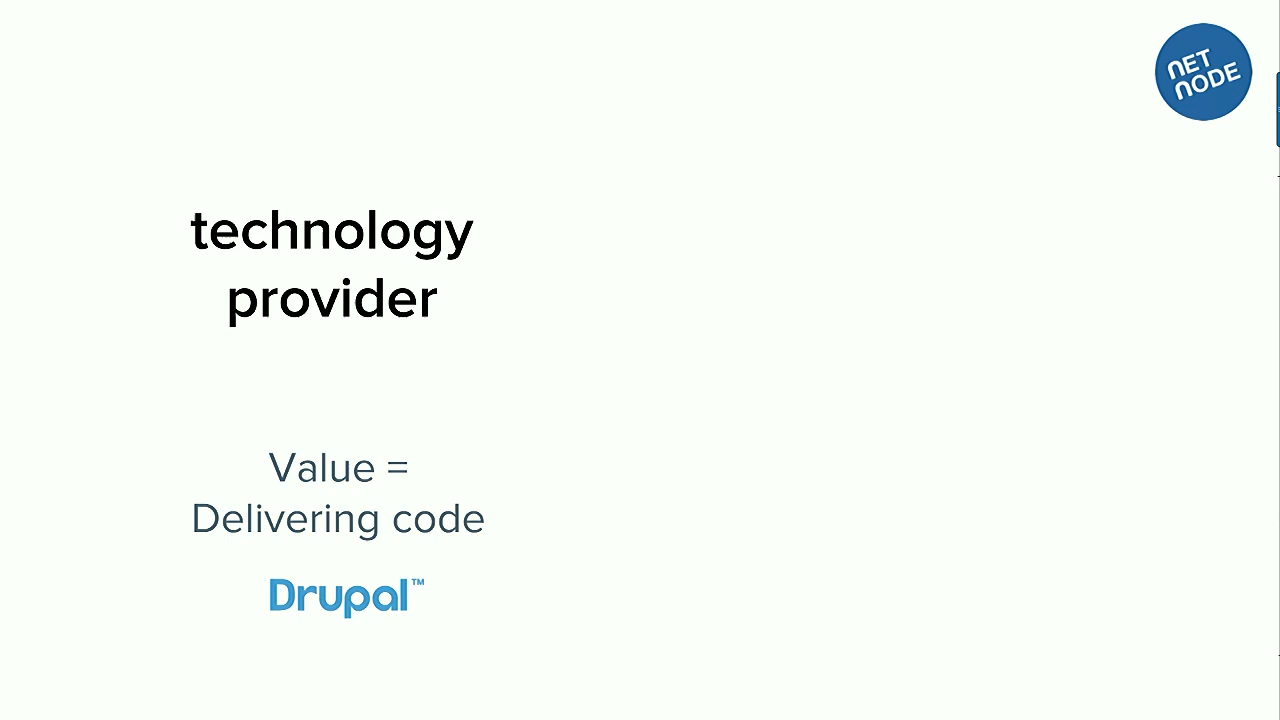 NET
NODE
technology
provider
Value =
Delivering code
Drupal™